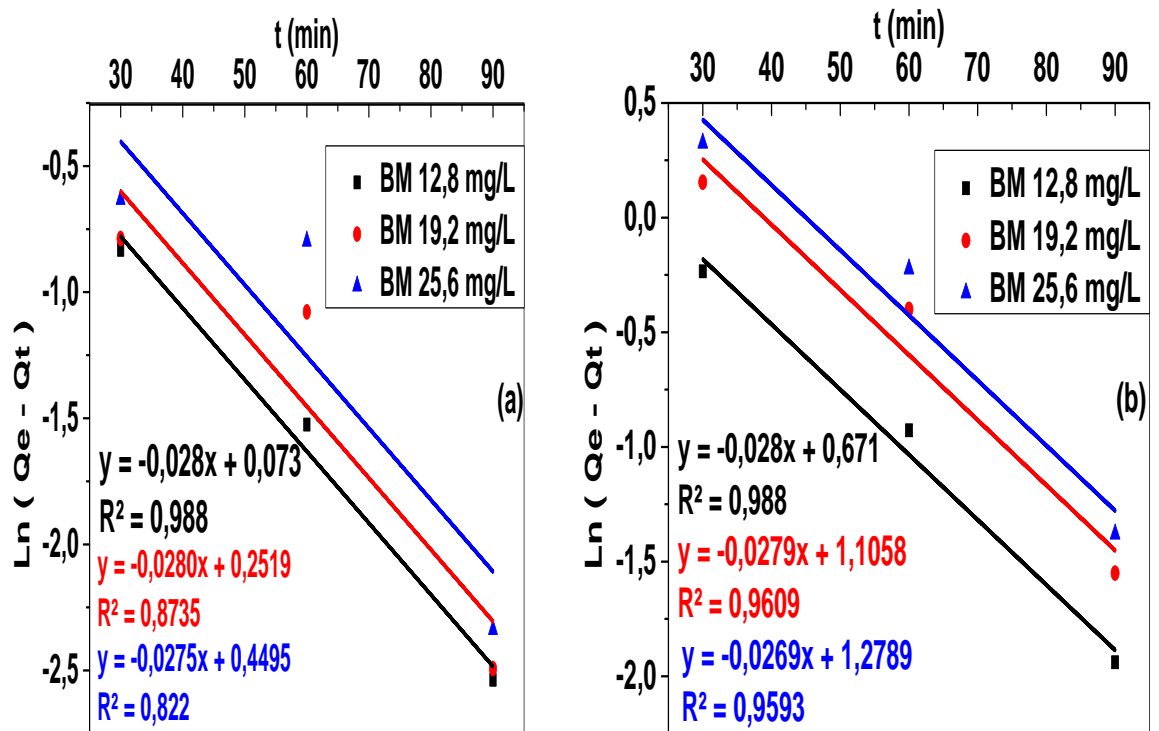 t (min)
30 40 50 60 70 80 90
-0,5
-1,0
-1,5
-2,0
-2,5
Ln ( Qe - Qt )
BM 12,8 mg/L
BM 19,2 mg/L
BM 25,6 mg/L
(a)
y = -0,028x + 0,073
R² = 0,988
y = -0,0280x + 0,2519
R² = 0,8735
y = -0,0275x + 0,4495
R² = 0,822
t (min)
30 40 50 60 70 80 90
0,5
0,0
-0,5
-1,0
-1,5
-2,0
Ln ( Qe - Qt )
BM 12,8 mg/L
BM 19,2 mg/L
BM 25,6 mg/L
(b)
y = -0,028x + 0,671
R² = 0,988
y = -0,0279x + 1,1058
R² = 0,9609
y = -0,0269x + 1,2789
R² = 0,9593